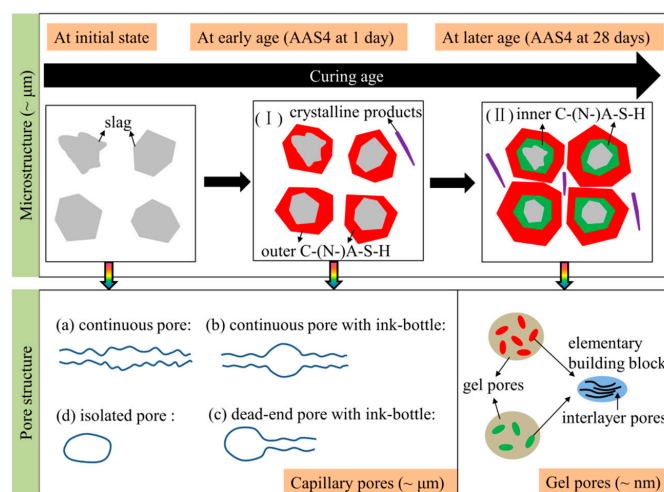 At initial state
At early age (AAS4 at 1 day)
At later age (AAS4 at 28 days)
Microstructure (~ μm)
Curing age
slag
(Ⅰ) crystalline products
outer C-(N-)A-S-H
(Ⅱ) inner C-(N-)A-S-H
Pore structure
(a) continuous pore:
(b) continuous pore with ink-bottle:
(d) isolated pore :
(c) dead-end pore with ink-bottle:
Capillary pores (~ μm)
elementary
building block
gel pores
interlayer pores
Gel pores (~ nm)